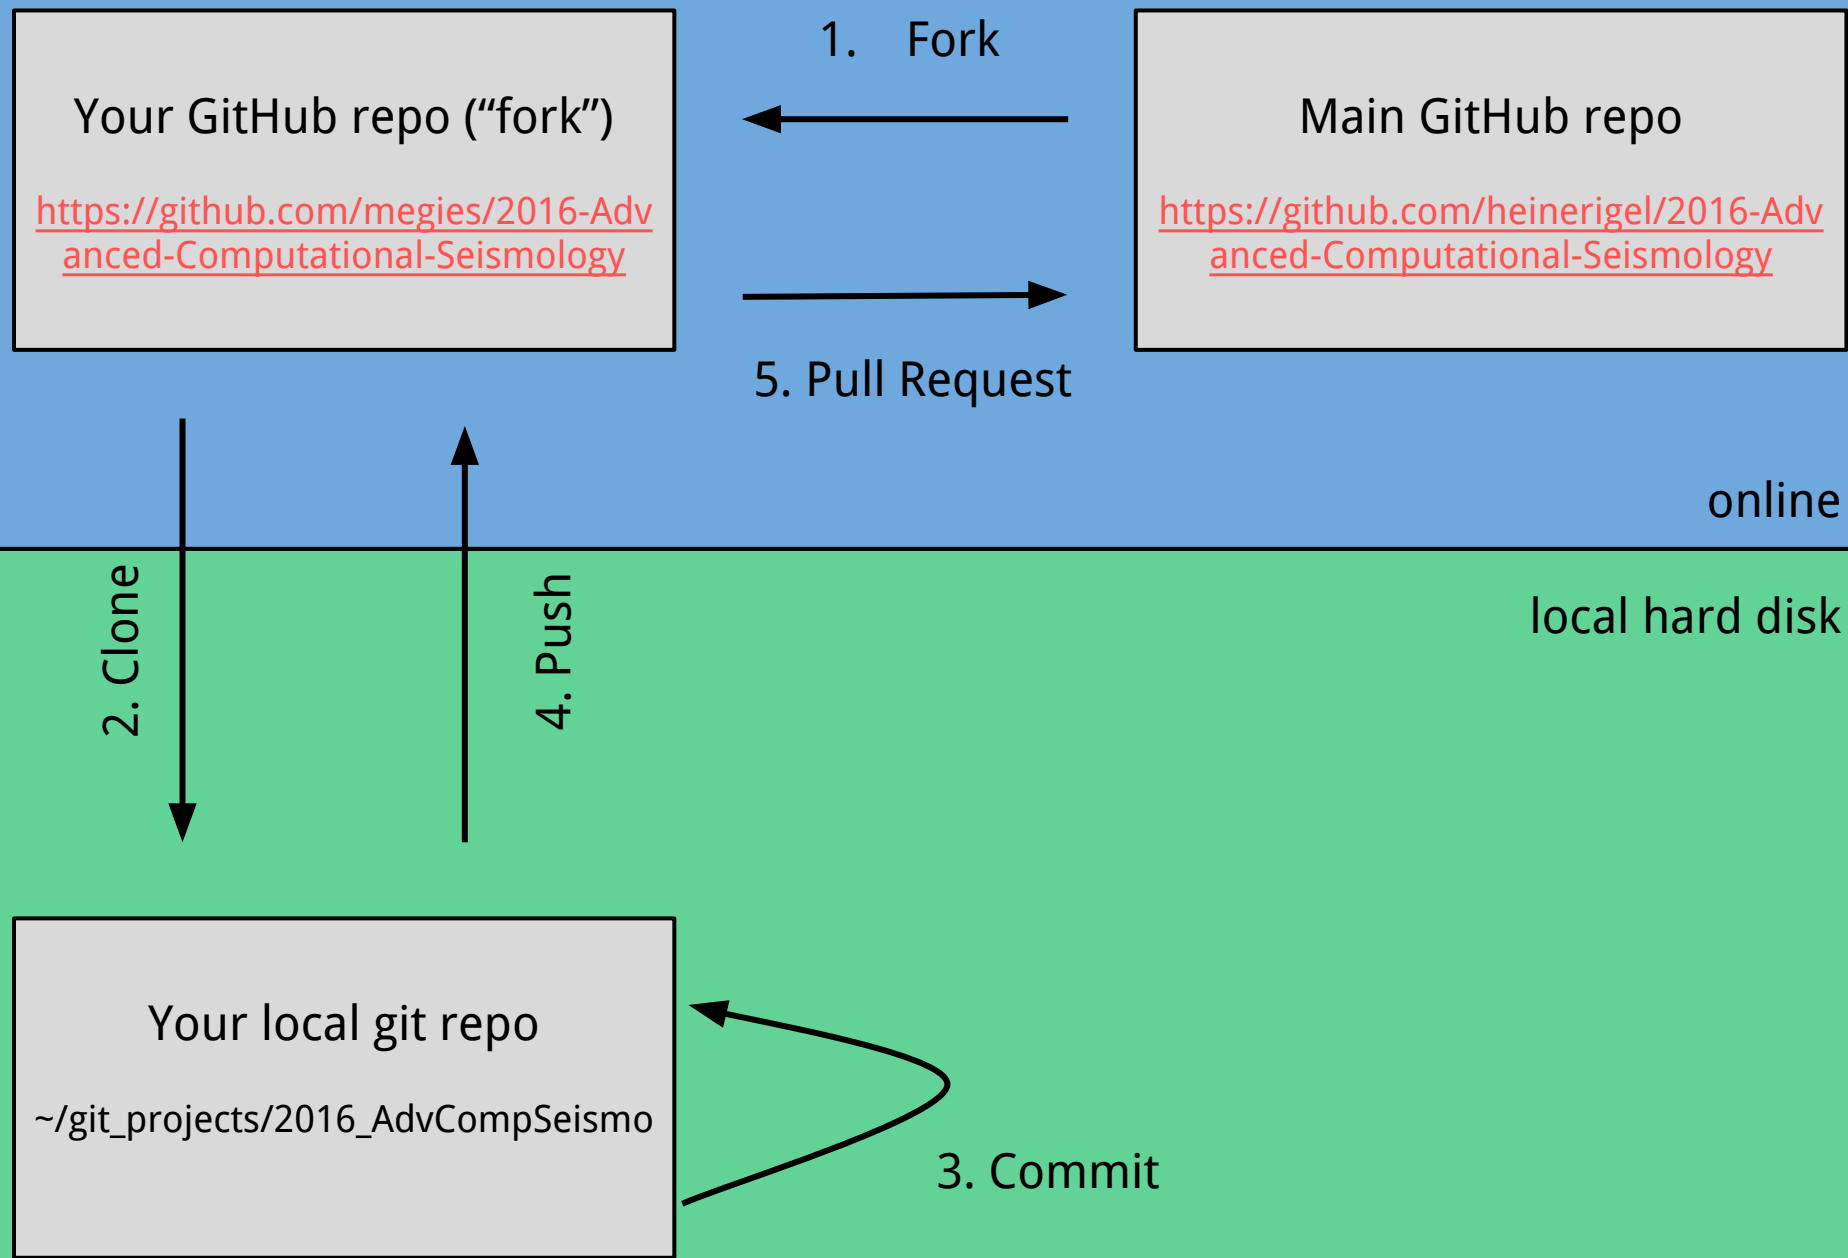 1. Fork
Your GitHub repo (“fork”)
https://github.com/megies/2016-Adv
anced-Computational-Seismology
Main GitHub repo
https://github.com/heinerigel/2016-Adv
anced-Computational-Seismology
5. Pull Request
online
local hard disk
2. Clone
4. Push
Your local git repo
~/git_projects/2016_AdvCompSeismo
3. Commit